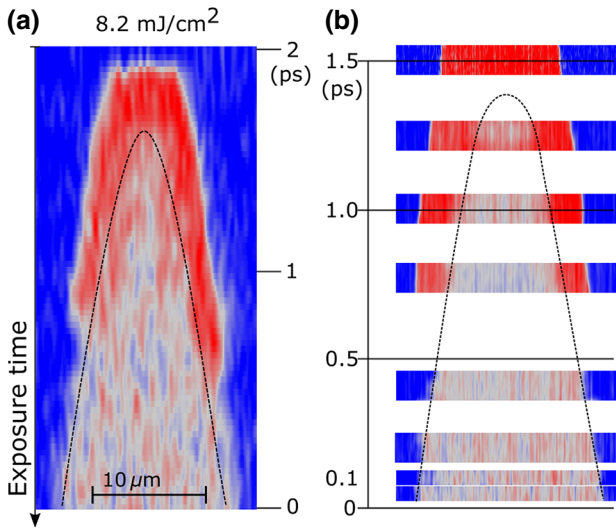 (a) 8.2 mJ/cm²
2
(ps)
1
0
Exposure time
10 μm
(b)
1.5
(ps)
1.0
0.5
0.1
0